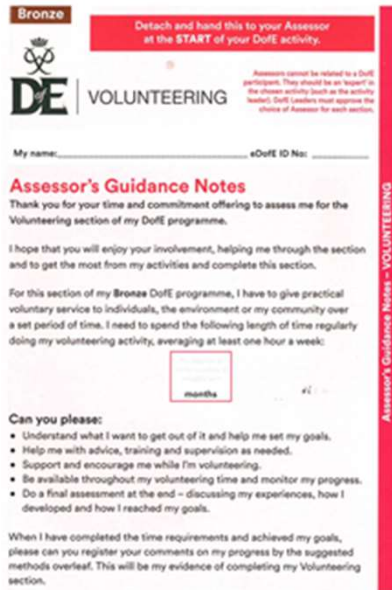 Bronze
Detach and hand this to your Assessor
at the START of your DofE activity.
Assessors cannot be related to a DofE
participant. They should be an 'expert' in
the chosen activity (such as the activity
leader). DofE Leaders must approve the
choice of Assessor for each section.
DofE
VOLUNTEERING
My name: eDofE ID No:
Assessor's Guidance Notes
Thank you for your time and commitment offering to assess me for the
Volunteering section of my DofE programme.
I hope that you will enjoy your involvement, helping me through the section
and to get the most from my activities and complete this section.
For this section of my Bronze DofE programme, I have to give practical
voluntary service to individuals, the environment or my community over
a set period of time. I need to spend the following length of time regularly
doing my volunteering activity, averaging at least one hour a week:
months
Can you please:
• Understand what I want to get out of it and help me set my goals.
• Help me with advice, training and supervision as needed.
• Support and encourage me while I'm volunteering.
• Be available throughout my volunteering time and monitor my progress.
• Do a final assessment at the end – discussing my experiences, how I
developed and how I reached my goals.
When I have completed the time requirements and achieved my goals,
please can you register your comments on my progress by the suggested
methods overleaf. This will be my evidence of completing my Volunteering
section.
Assessor's Guidance Notes – VOLUNTEERING